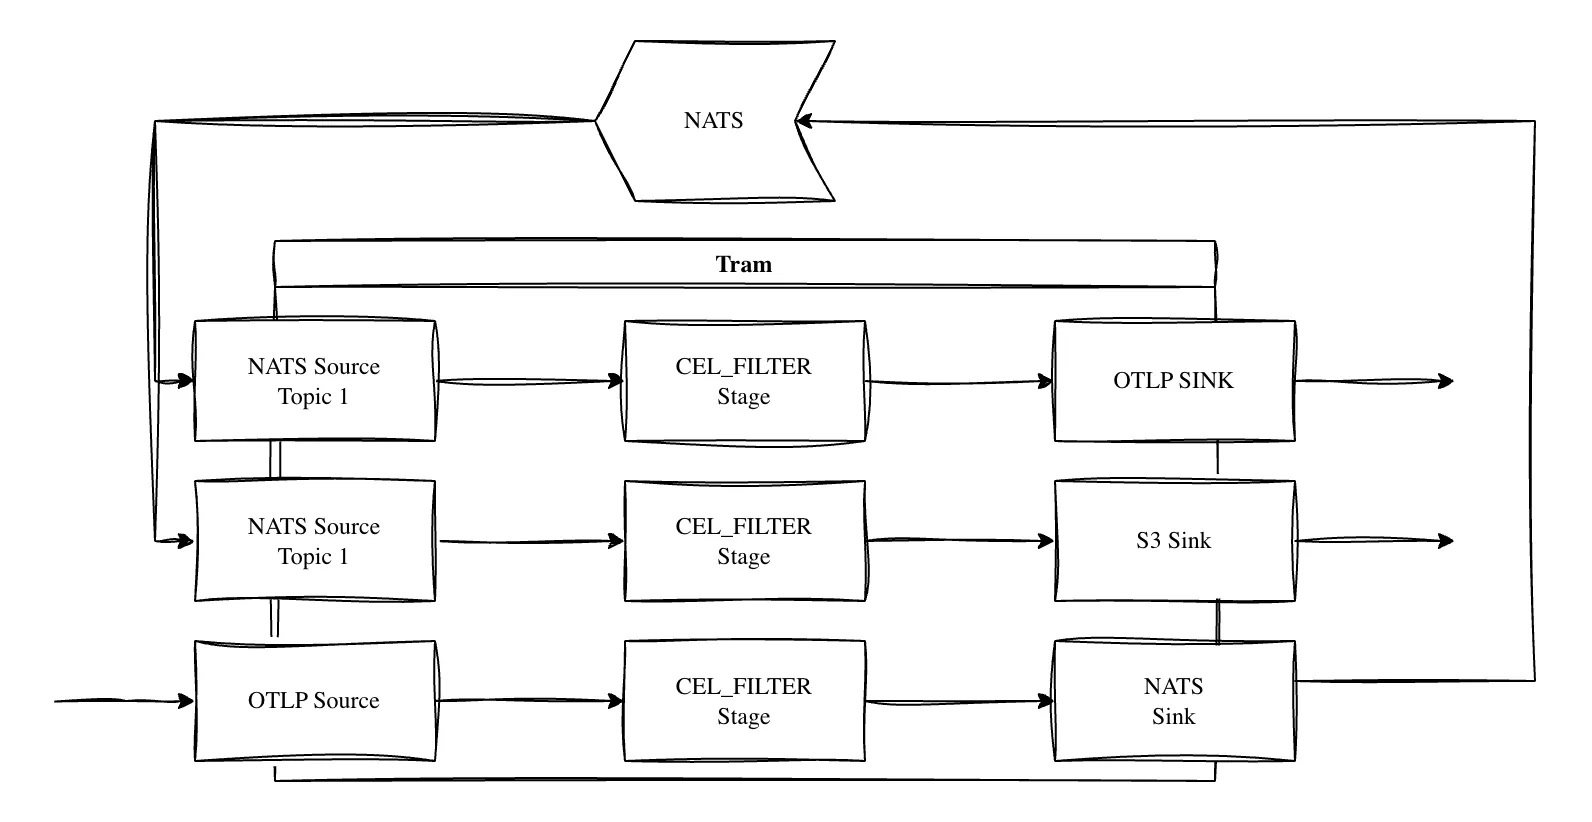 NATS
Tram
NATS Source
Topic 1
CEL_FILTER
Stage
OTLP SINK
NATS Source
Topic 1
CEL_FILTER
Stage
S3 Sink
OTLP Source
CEL_FILTER
Stage
NATS
Sink